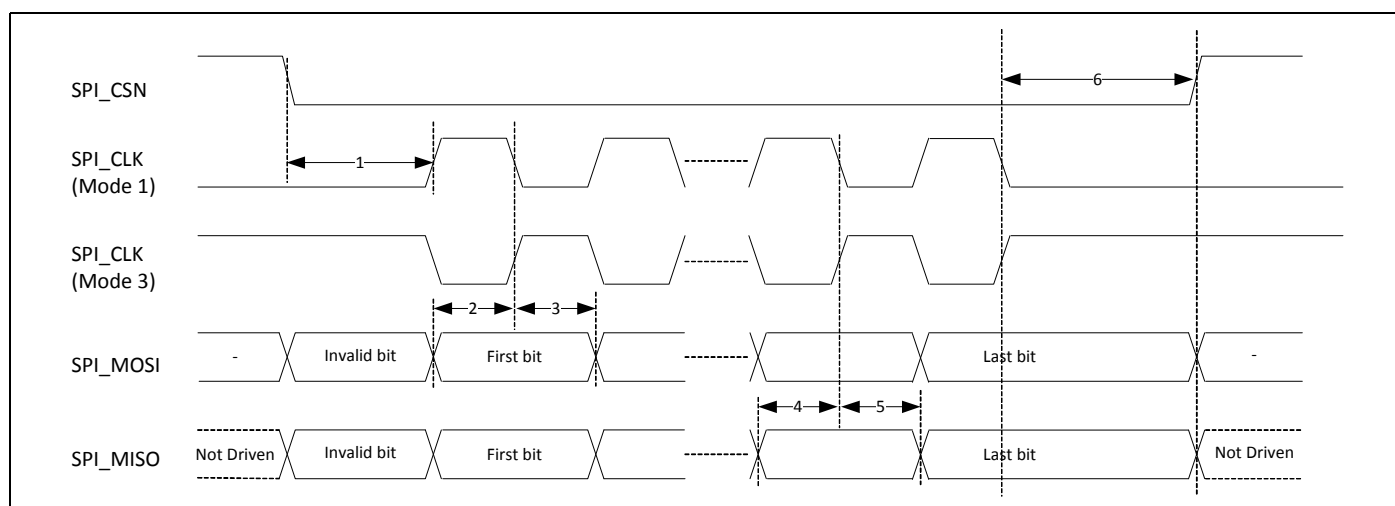 SPI_CSN
6
SPI_CLK
(Mode 1)
1
SPI_CLK
(Mode 3)
2 3
SPI_MOSI
- Invalid bit First bit Last bit -
4 5
SPI_MISO
Not Driven Invalid bit First bit Last bit Not Driven